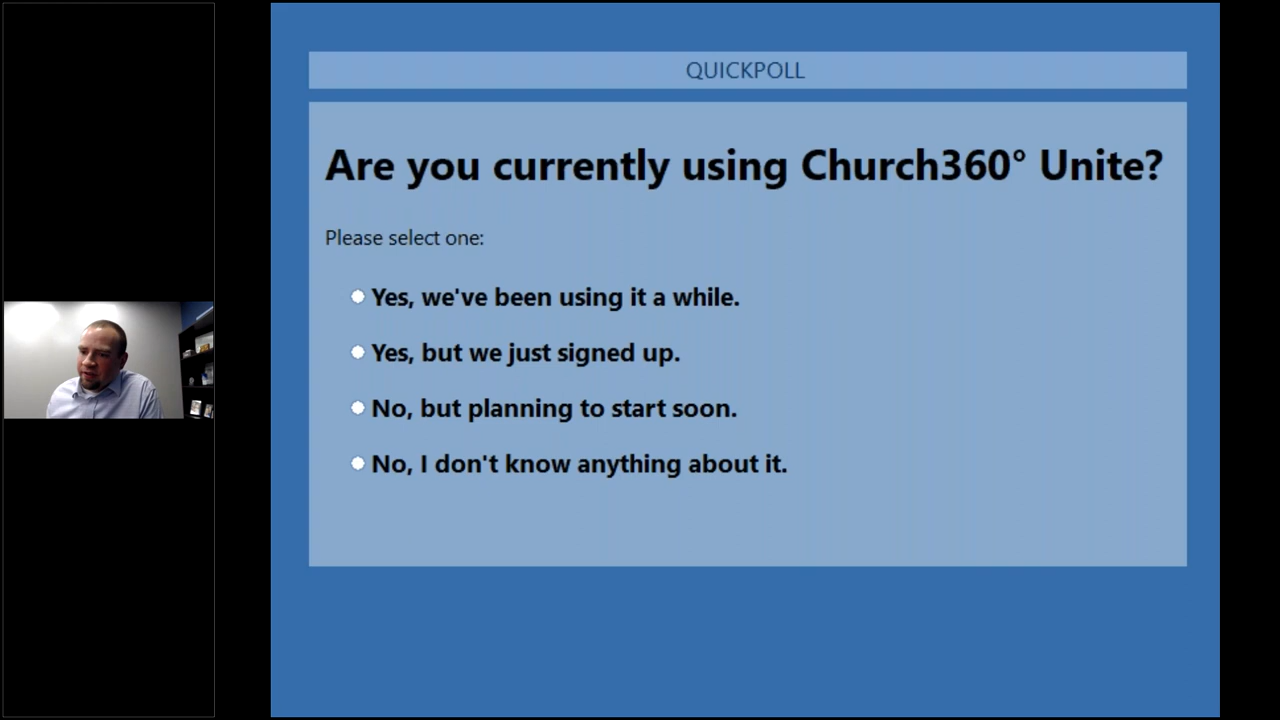 QUICKPOLL
Are you currently using Church360° Unite?
Please select one:
Yes, we've been using it a while.
Yes, but we just signed up.
No, but planning to start soon.
No, I don't know anything about it.